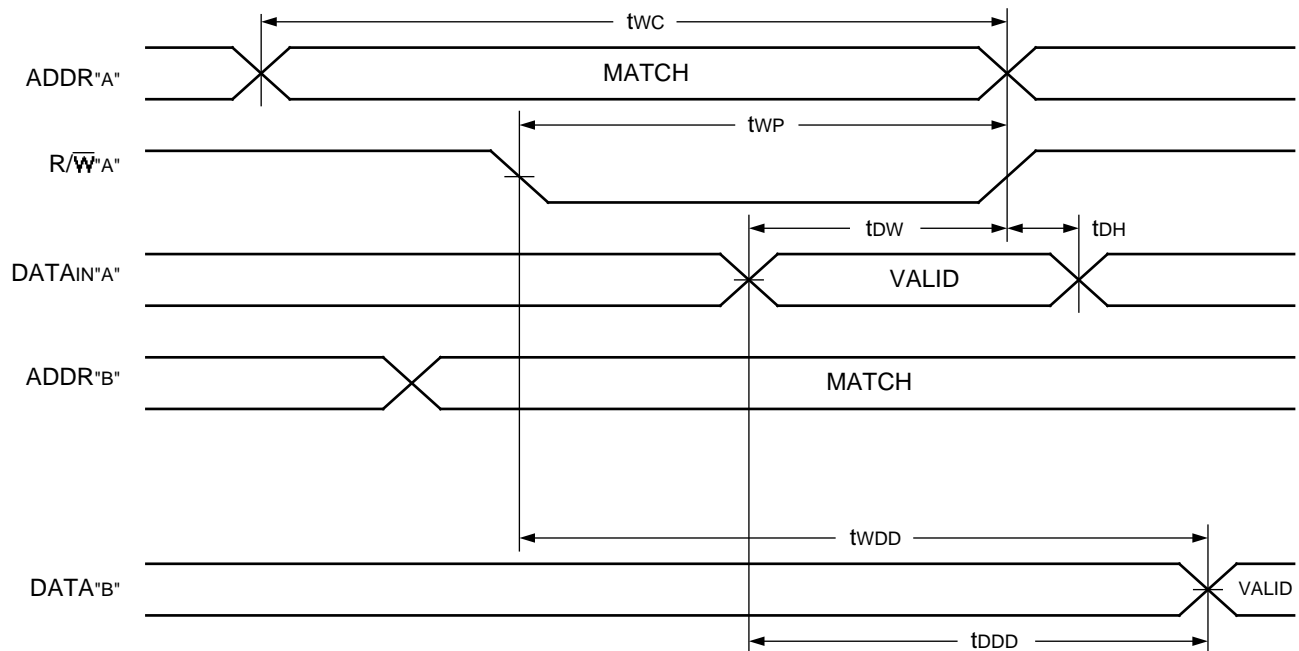 tWC
ADDR"A"
MATCH
tWP
R/W̅"A"
tDW
tDH
DATAIN"A"
VALID
ADDR"B"
MATCH
tWDD
DATA"B"
VALID
tDDD